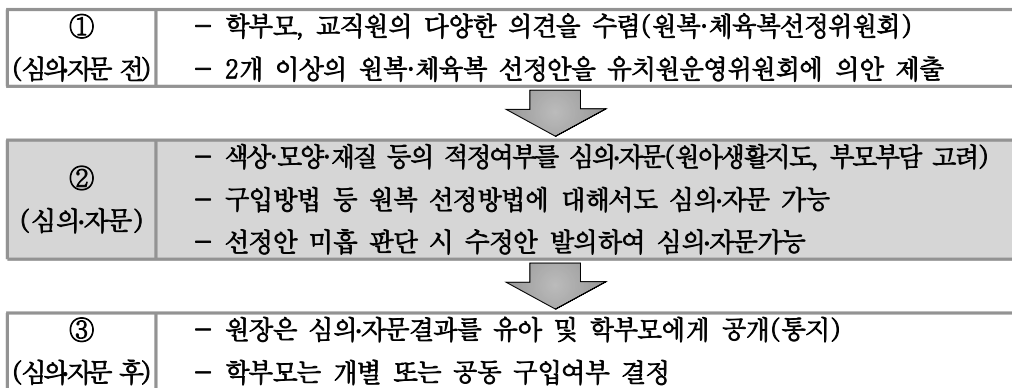 ①
(심의·자문 전)
– 학부모, 교직원의 다양한 의견을 수렴(원복·체육복선정위원회)
– 2개 이상의 원복·체육복 선정안을 유치원운영위원회에 의안 제출
②
(심의·자문)
– 색상·모양·재질 등의 적정여부를 심의·자문(원아생활지도, 부모부담 고려)
– 구입방법 등 원복 선정방법에 대해서도 심의·자문 가능
– 선정안 미흡 판단 시 수정안 발의하여 심의·자문가능
③
(심의·자문 후)
– 원장은 심의·자문결과를 유아 및 학부모에게 공개(통지)
– 학부모는 개별 또는 공동 구입여부 결정